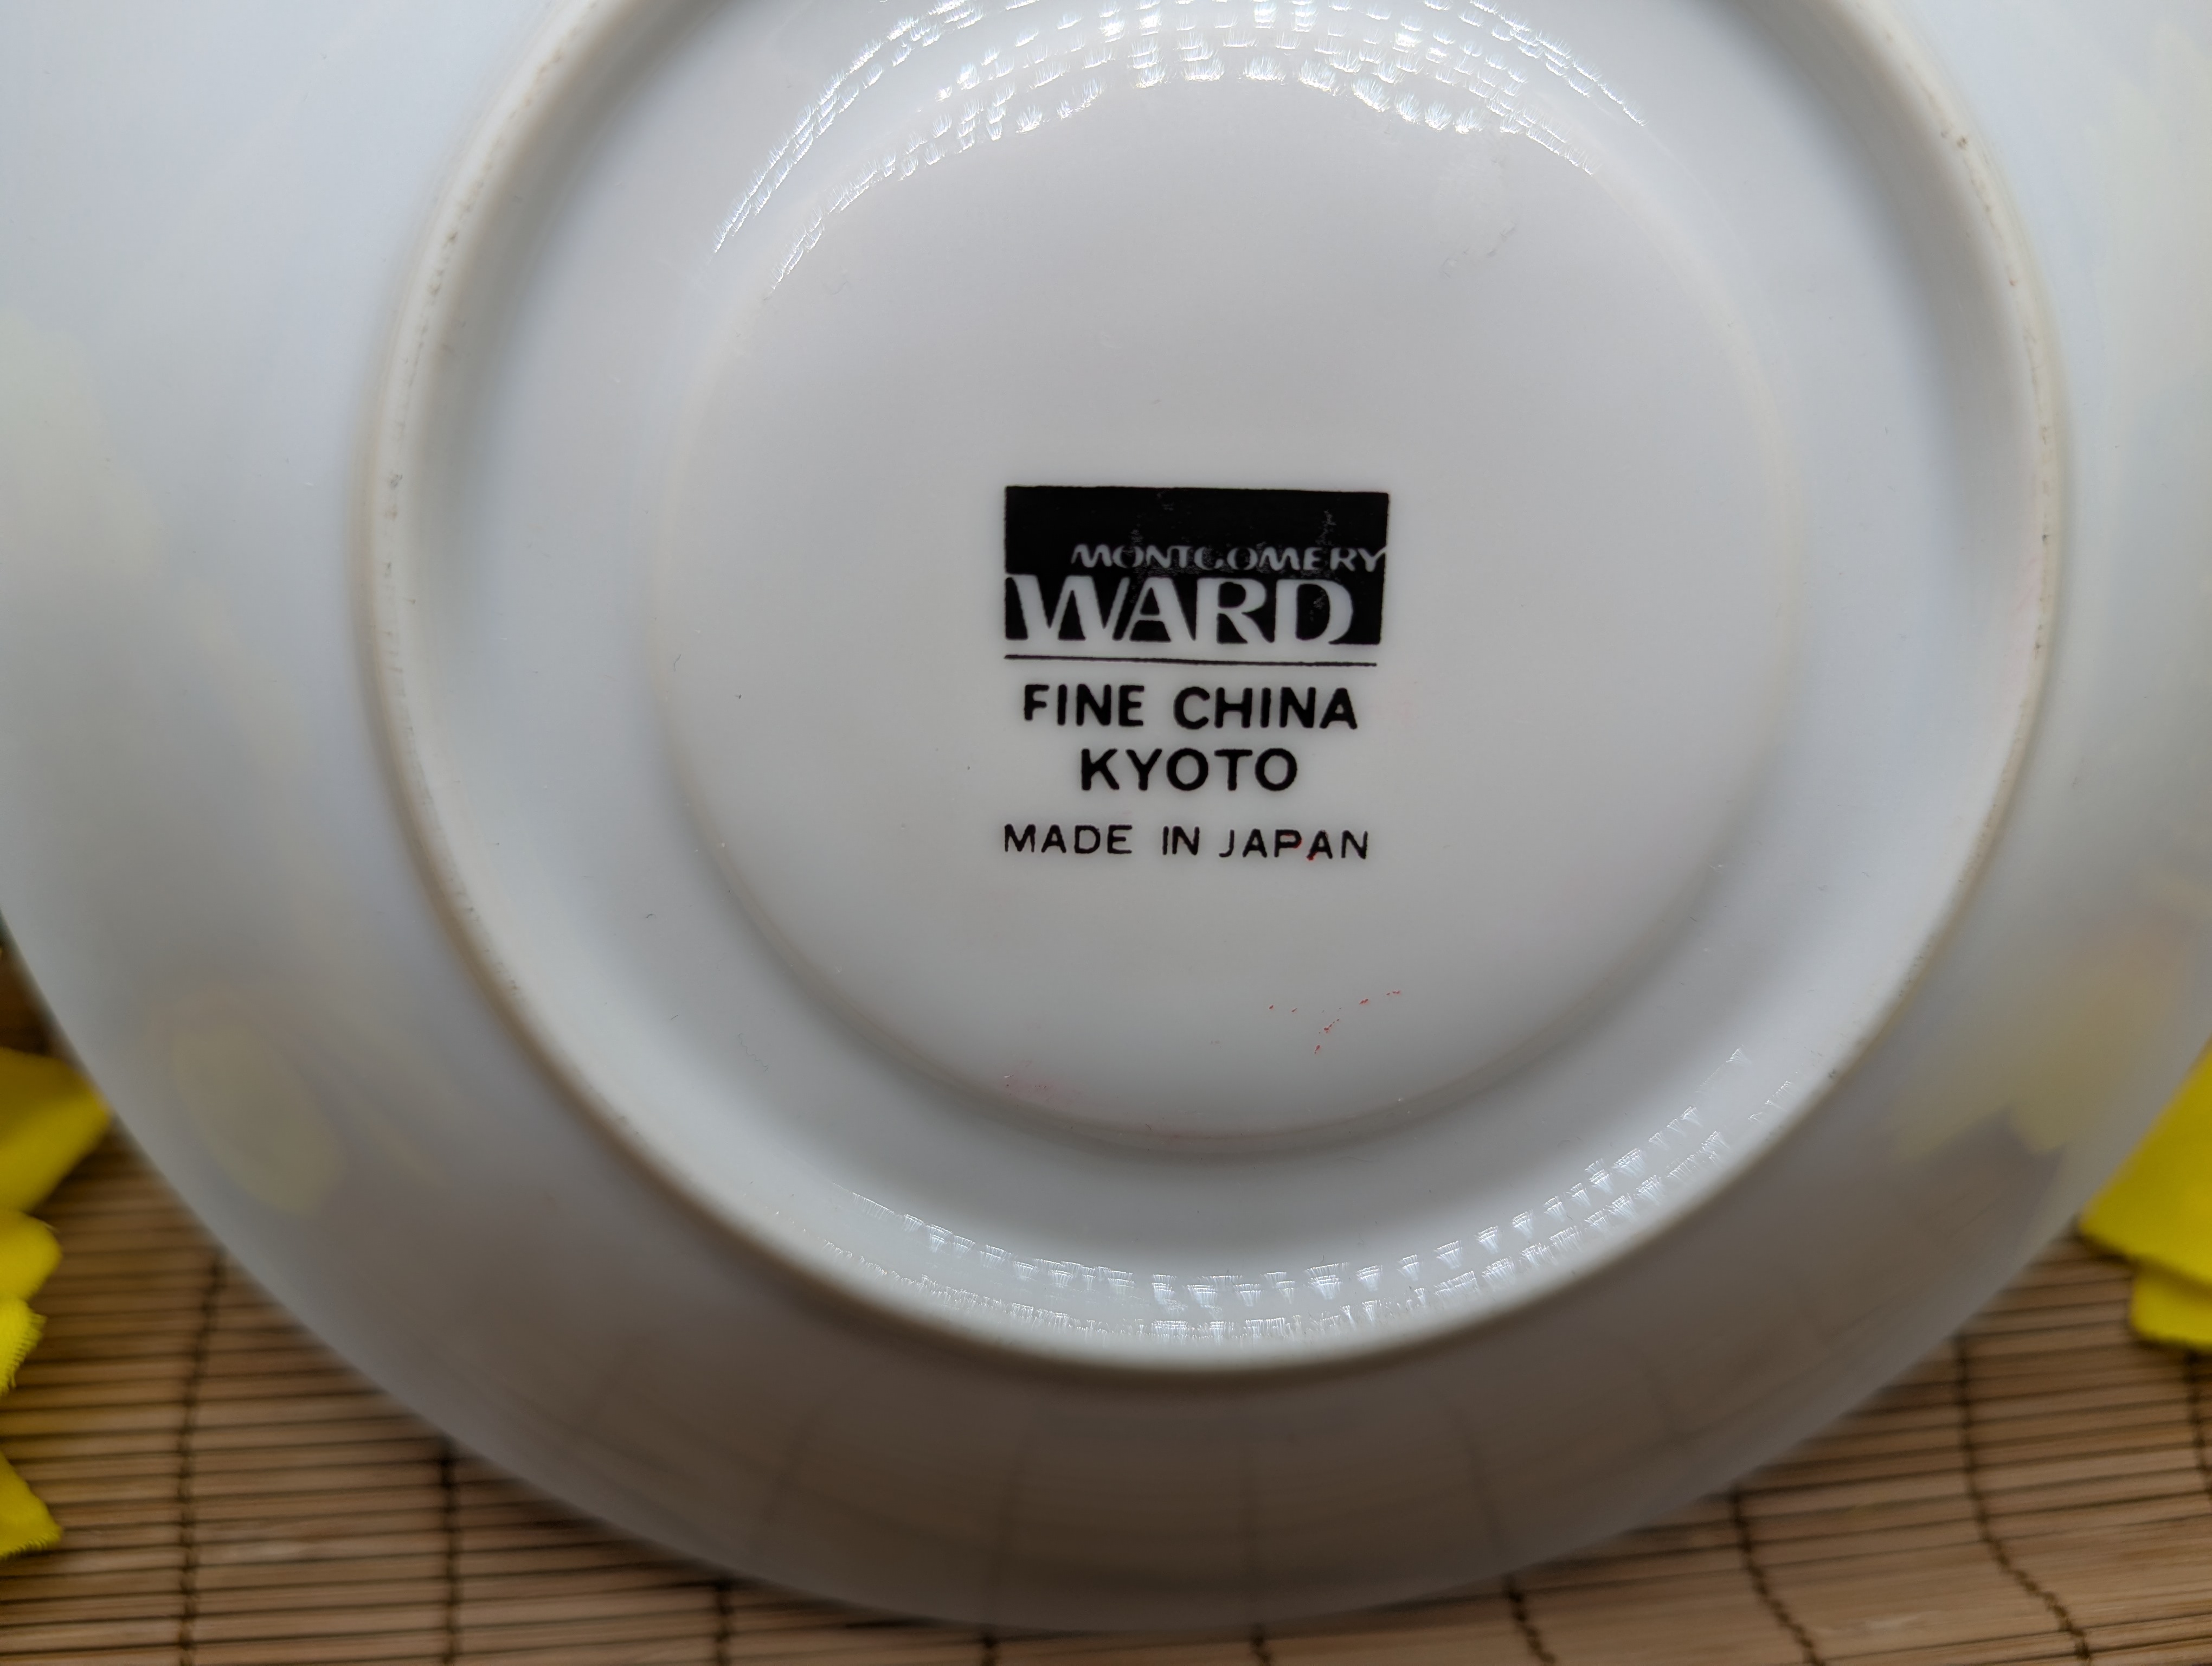 MONTGOMERY
WARD
FINE CHINA
KYOTO
MADE IN JAPAN